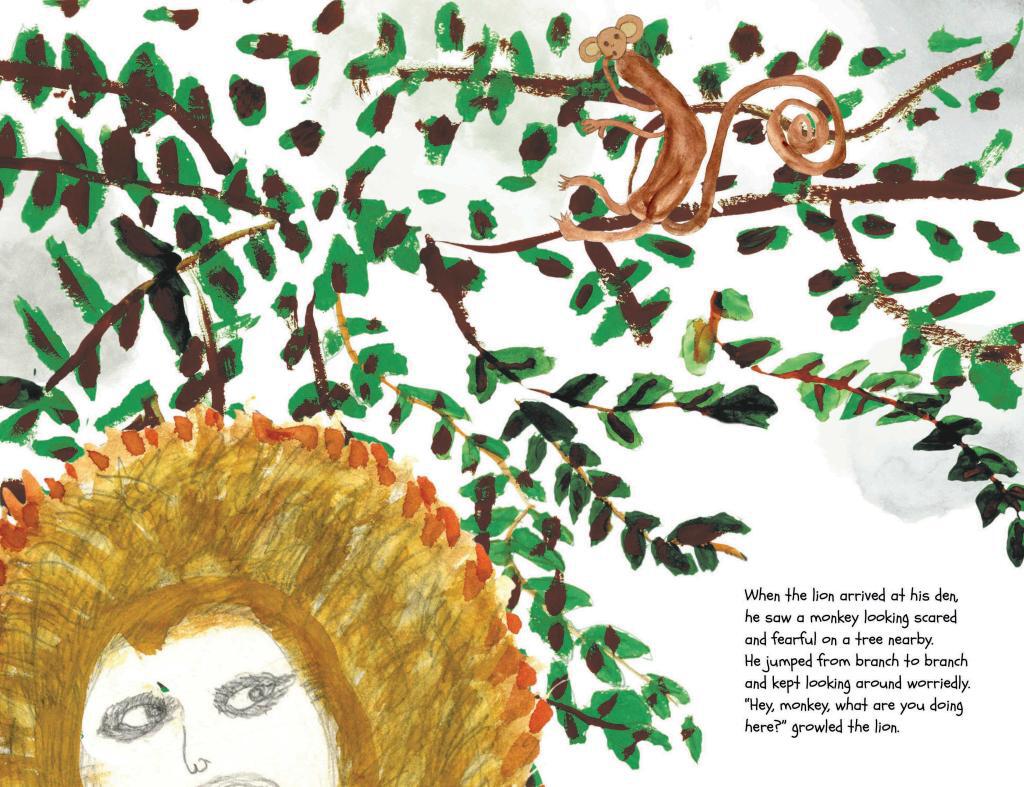 When the lion arrived at his den,
he saw a monkey looking scared
and fearful on a tree nearby.
He jumped from branch to branch
and kept looking around worriedly.
"Hey, monkey, what are you doing
here?" growled the lion.